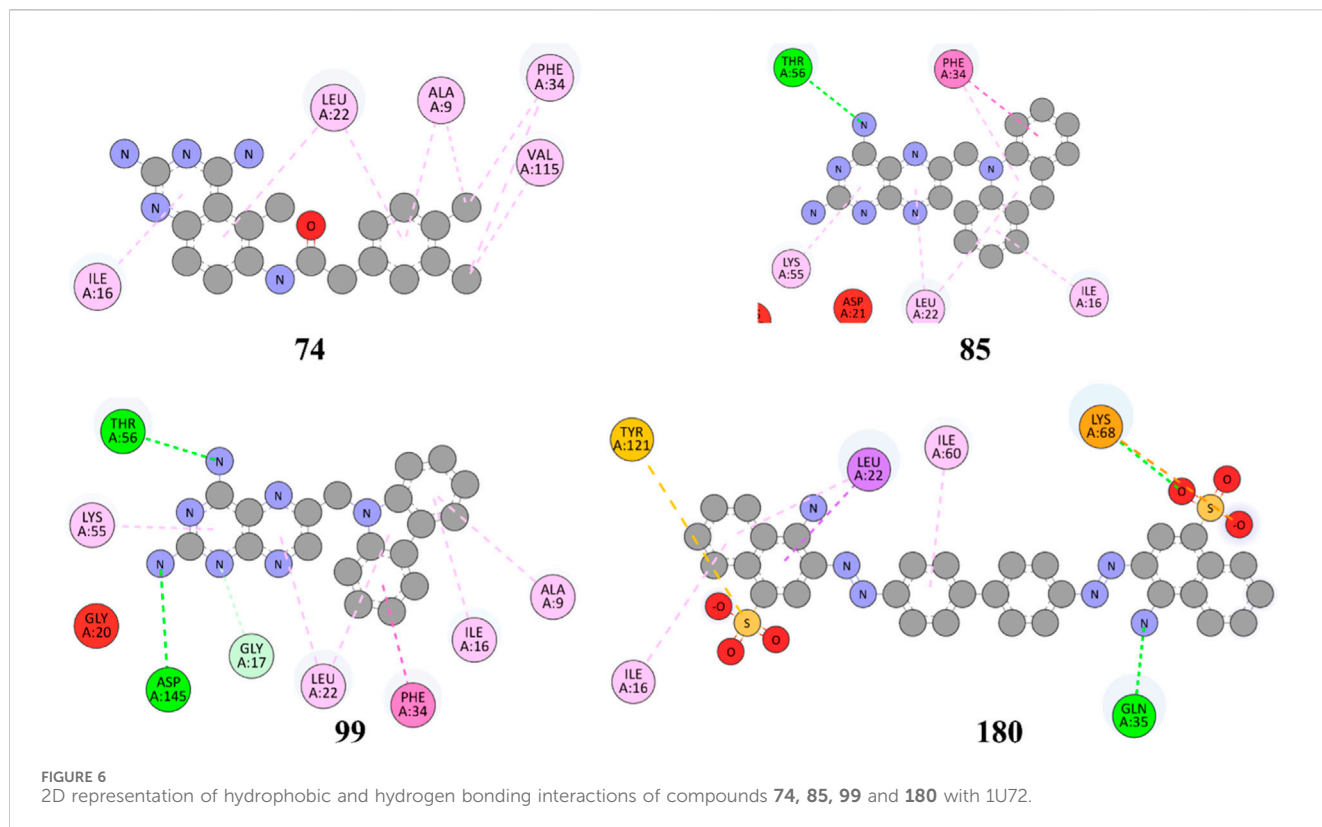 LEU
A:22
ALA
A:9
PHE
A:34
VAL
A:115
N N N
N
O
N
ILE
A:16
74
THR
A:56
PHE
A:34
N
N N N
N N N
LYS
A:55
ASP
A:21
LEU
A:22
ILE
A:16
85
THR
A:56
N
N N N
N N N
LYS
A:55
GLY
A:20
ASP
A:145
GLY
A:17
LEU
A:22
PHE
A:34
ILE
A:16
ALA
A:9
99
TYR
A:121
LEU
A:22
ILE
A:60
LYS
A:68
N
N
N
-O S O
O
N
N
N
O O
S
-O
ILE
A:16
GLN
A:35
180
FIGURE 6
2D representation of hydrophobic and hydrogen bonding interactions of compounds 74, 85, 99 and 180 with 1U72.